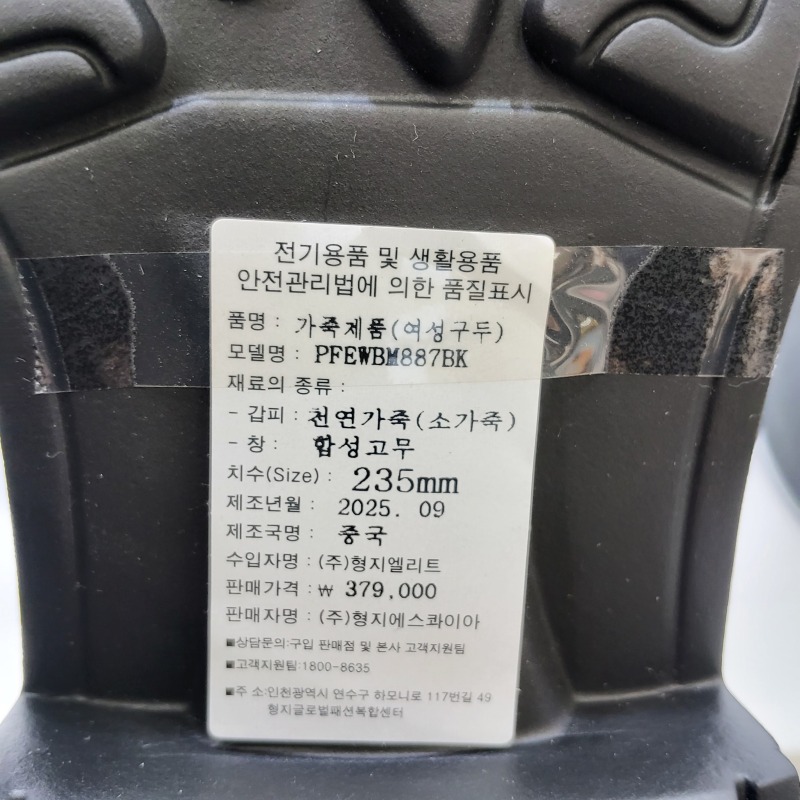 전기용품 및 생활용품
안전관리법에 의한 품질표시
품명 : 가죽제품(여성구두)
모델명 : PFEWBM887BK
재료의 종류 :
- 갑피 : 천연가죽(소가죽)
- 창 : 합성고무
치수(Size) : 235mm
제조년월 : 2025. 09
제조국명 : 중국
수입자명 : (주)형지엘리트
판매가격 : ₩ 379,000
판매자명 : (주)형지에스콰이아
■상담문의:구입 판매점 및 본사 고객지원팀
■고객지원팀:1800-8635
■주 소:인천광역시 연수구 하모니로 117번길 49
형지글로벌패션복합센터